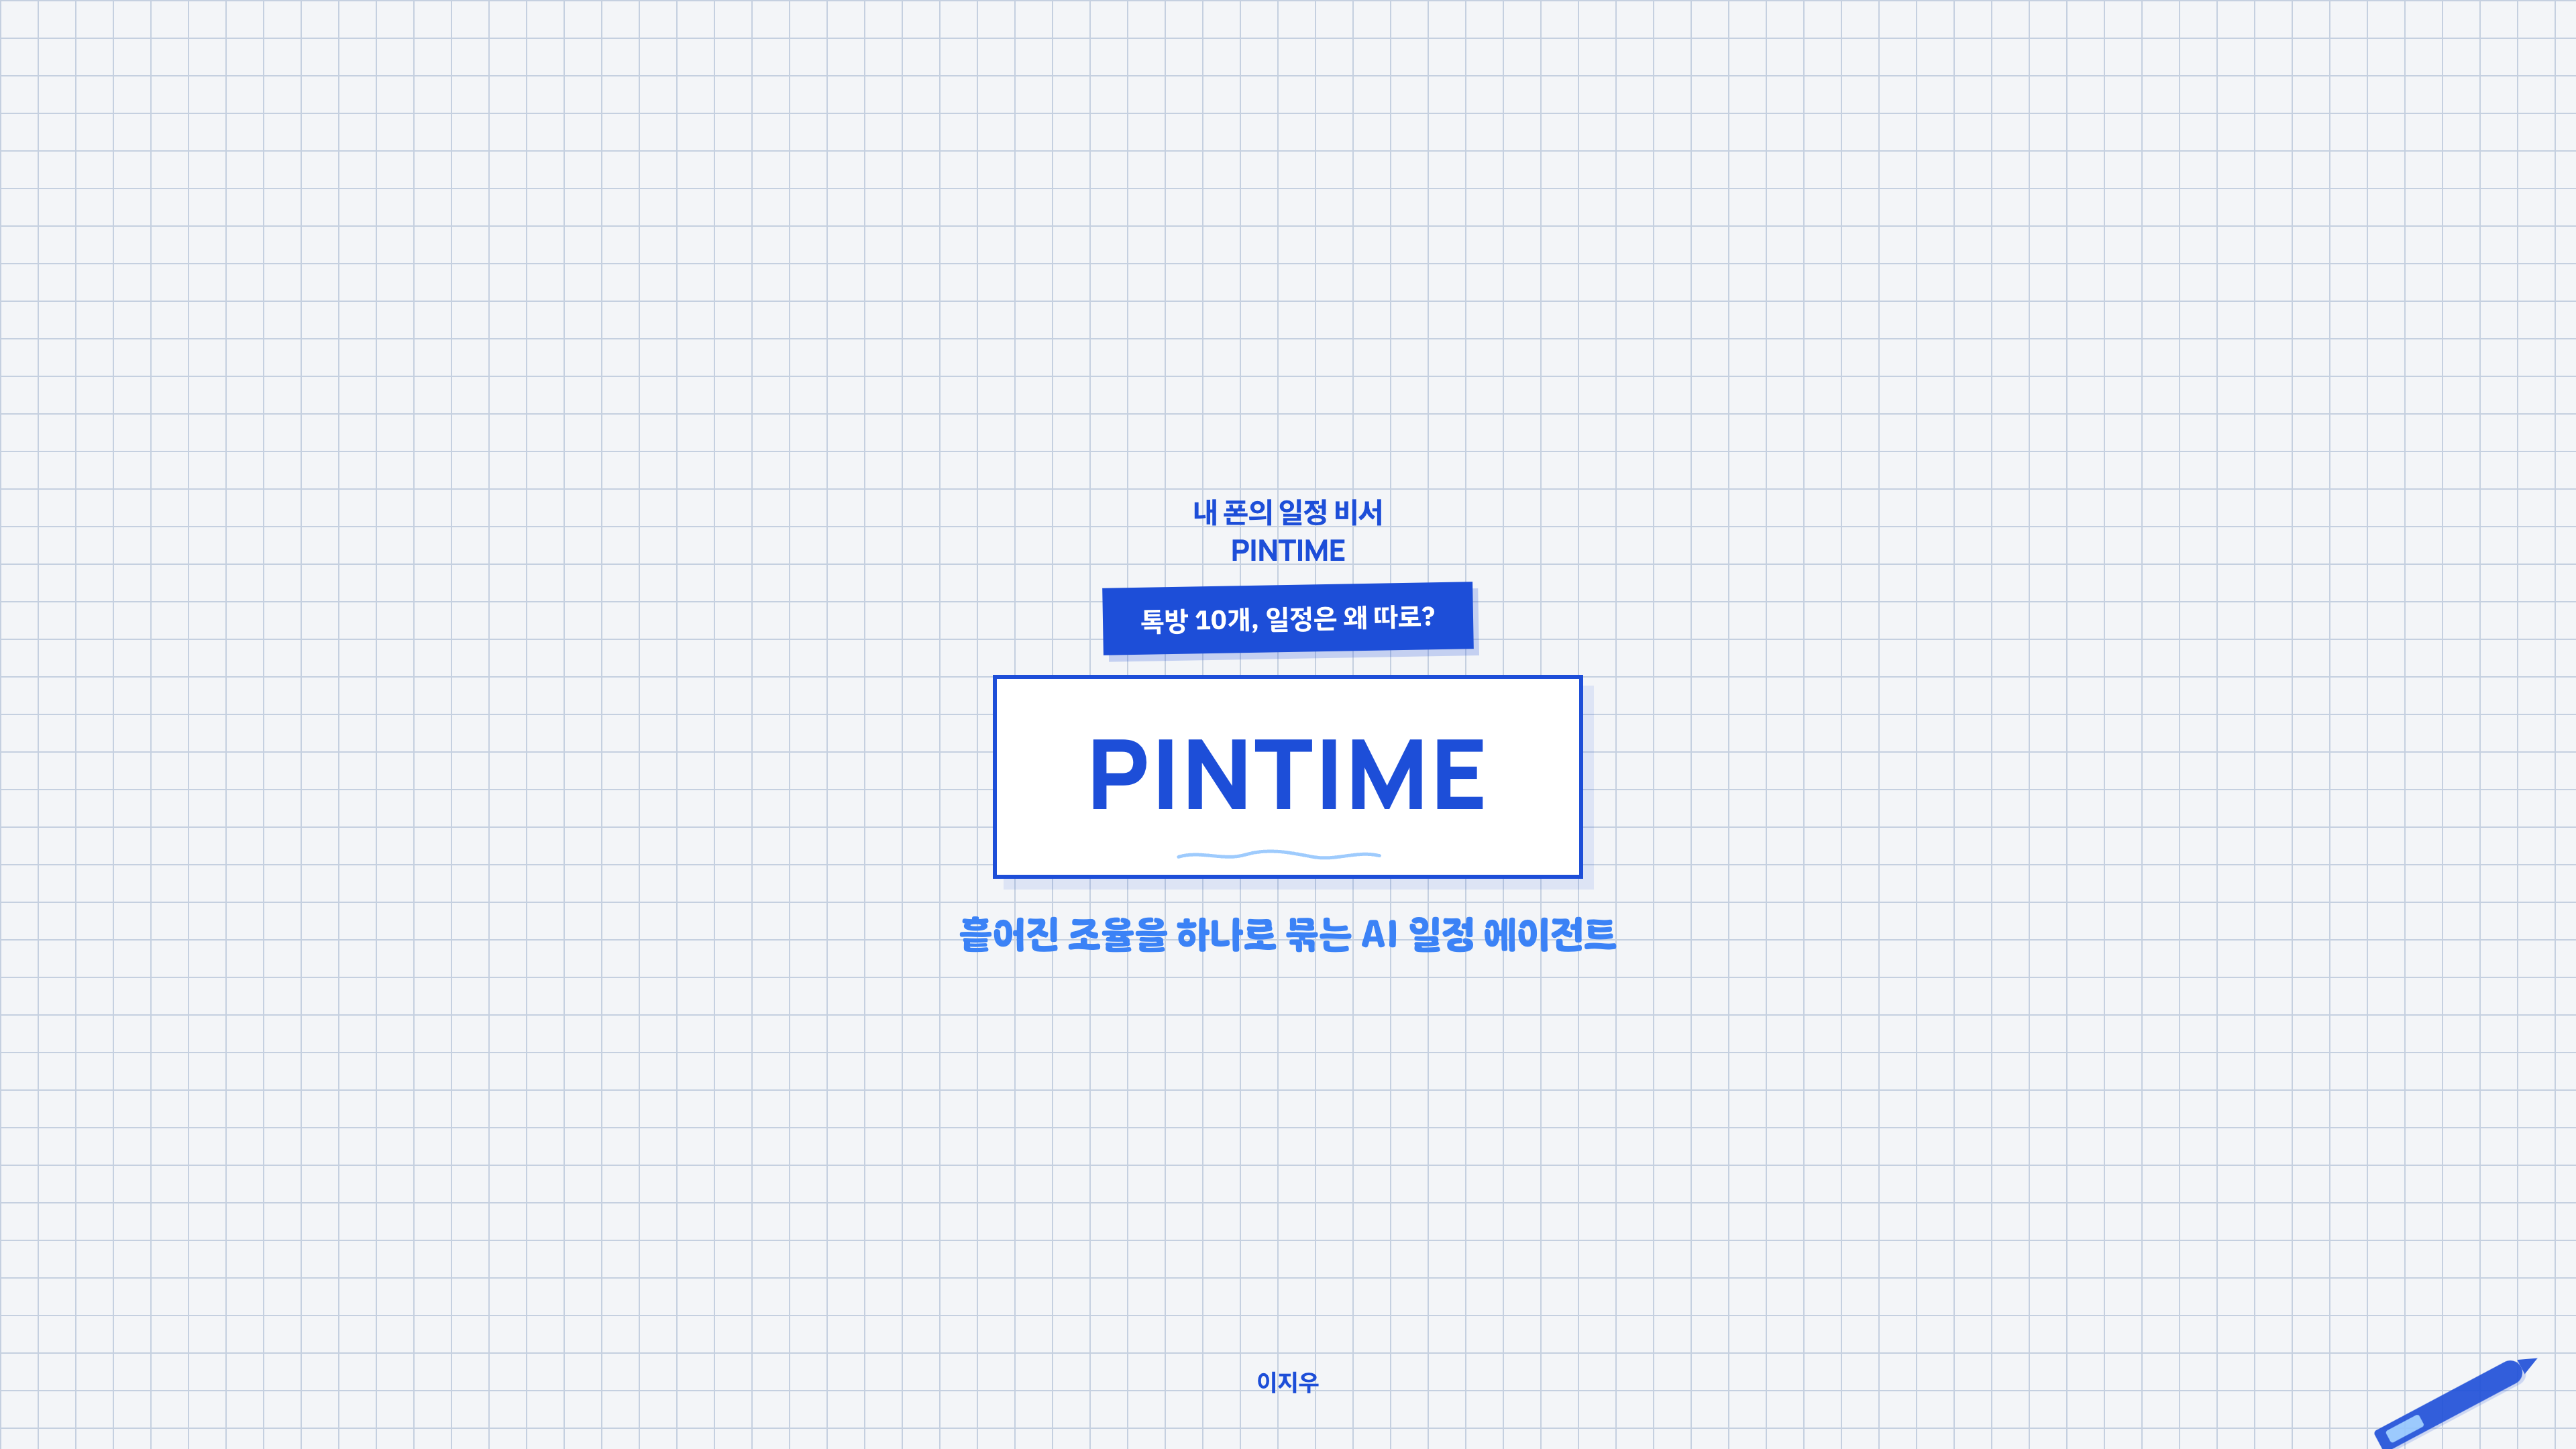 내 폰의 일정 비서
PINTIME
톡방 10개, 일정은 왜 따로?
PINTIME
흩어진 조율을 하나로 묶는 AI 일정 에이전트
이지우